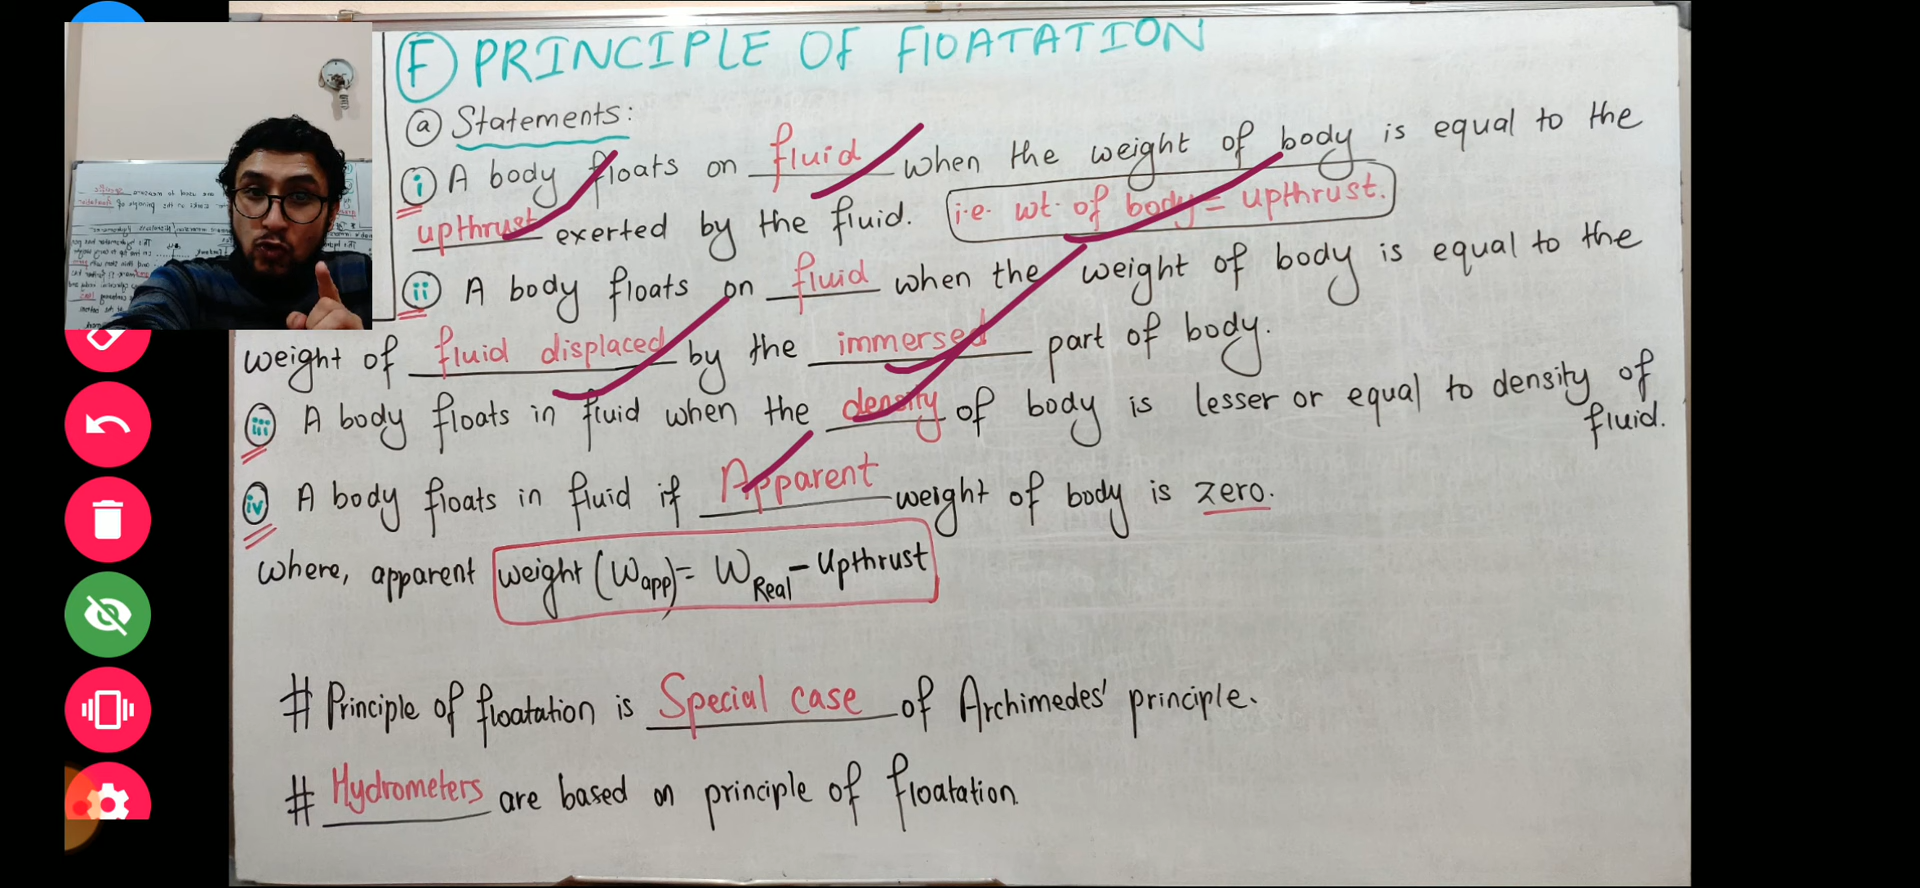 F PRINCIPLE OF FlOATATION
a Statements:
i A body floats on fluid when the weight of body is equal to the
upthrust exerted by the fluid. i.e. wt. of body = upthrust.
ii A body floats on fluid when the weight of body is equal to the
weight of fluid displaced by the immersed part of body.
iii A body floats in fluid when the density of body is lesser or equal to density of
fluid.
iv A body floats in fluid if Apparent weight of body is zero.
where, apparent weight (Wapp) = WReal - Upthrust
# Principle of floatation is Special case of Archimedes' principle.
# Hydrometers are based on principle of floatation.